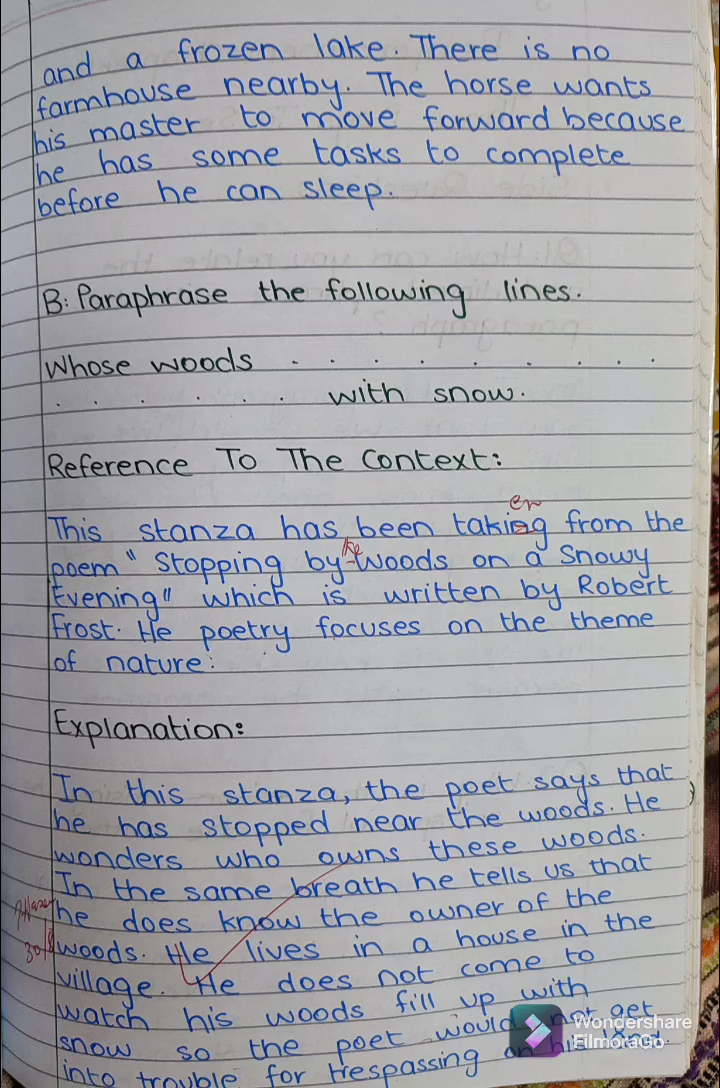 and a frozen lake. There is no
farmhouse nearby. The horse wants
his master to move forward because
he has some tasks to complete
before he can sleep.
B: Paraphrase the following lines.
Whose woods . . . . . . . . .
. . . . . . . with snow.
Reference To The Context:
en
This stanza has been taking from the
the
poem "Stopping by Woods on a Snowy
Evening" which is written by Robert
Frost. He poetry focuses on the theme
of nature.
Explanation:
In this stanza, the poet says that
he has stopped near the woods. He
wonders who owns these woods.
In the same breath he tells us that
he does know the owner of the
woods. He lives in a house in the
village. He does not come to
watch his woods fill up with
snow so the poet would not get
into trouble for trespassing on his
Wondershare
FilmoraGo